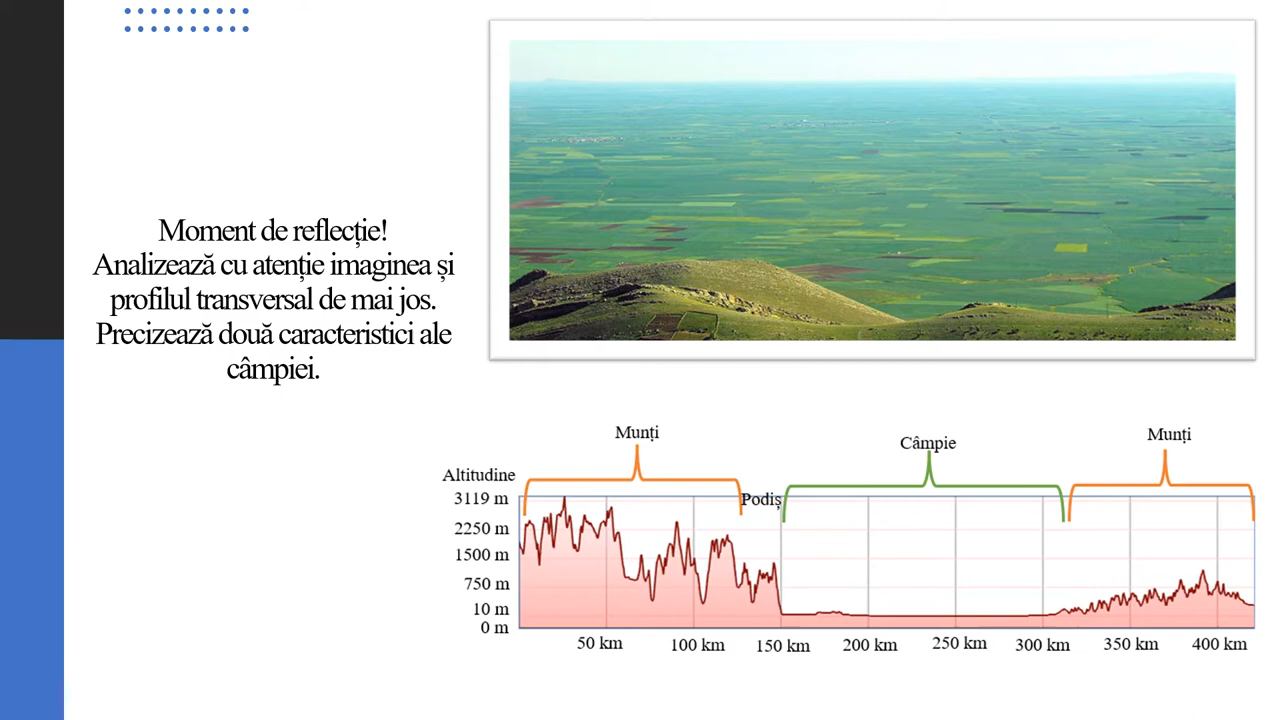 Moment de reflecție!
Analizează cu atenție imaginea și
profilul transversal de mai jos.
Precizează două caracteristici ale
câmpiei.
Munți
Câmpie
Munți
Altitudine
Podiș
3119 m
2250 m
1500 m
750 m
10 m
0 m
50 km
100 km
150 km
200 km
250 km
300 km
350 km
400 km